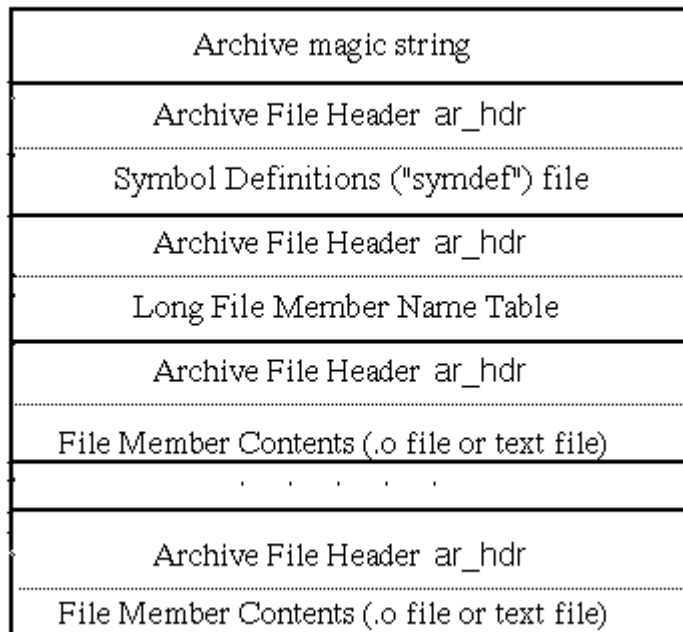 Archive magic string
Archive File Header ar_hdr
Symbol Definitions ("symdef") file
Archive File Header ar_hdr
Long File Member Name Table
Archive File Header ar_hdr
File Member Contents (.o file or text file)
. . . . .
Archive File Header ar_hdr
File Member Contents (.o file or text file)